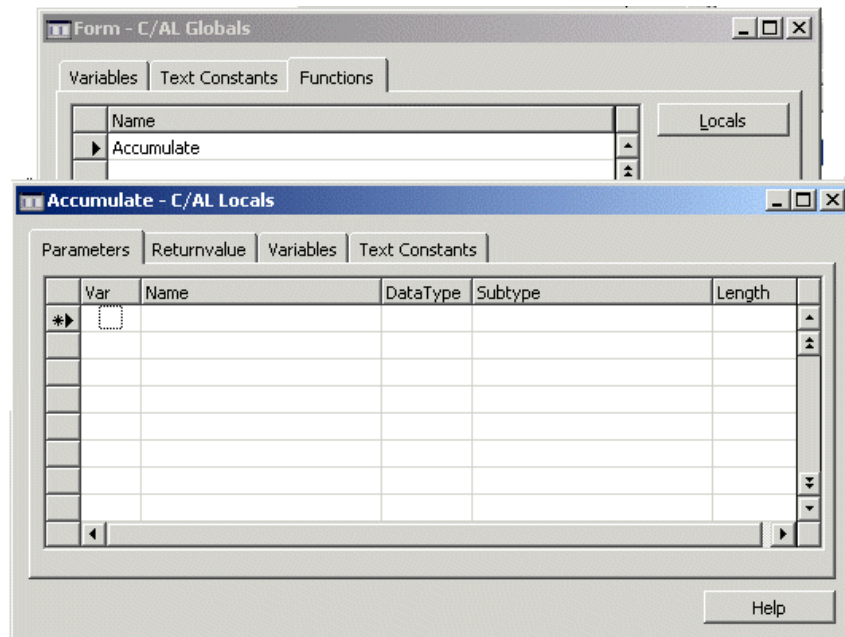 Form - C/AL Globals
Variables Text Constants Functions
Name
Locals
Accumulate
Accumulate - C/AL Locals
Parameters Returnvalue Variables Text Constants
Var Name DataType Subtype Length
Help